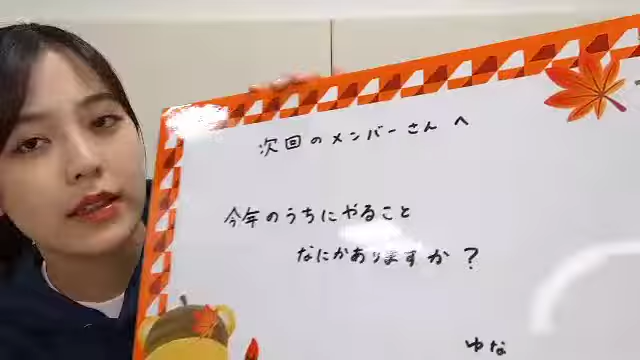 次回のメンバーさんへ
今年のうちにやること
なにかありますか？
ゆな